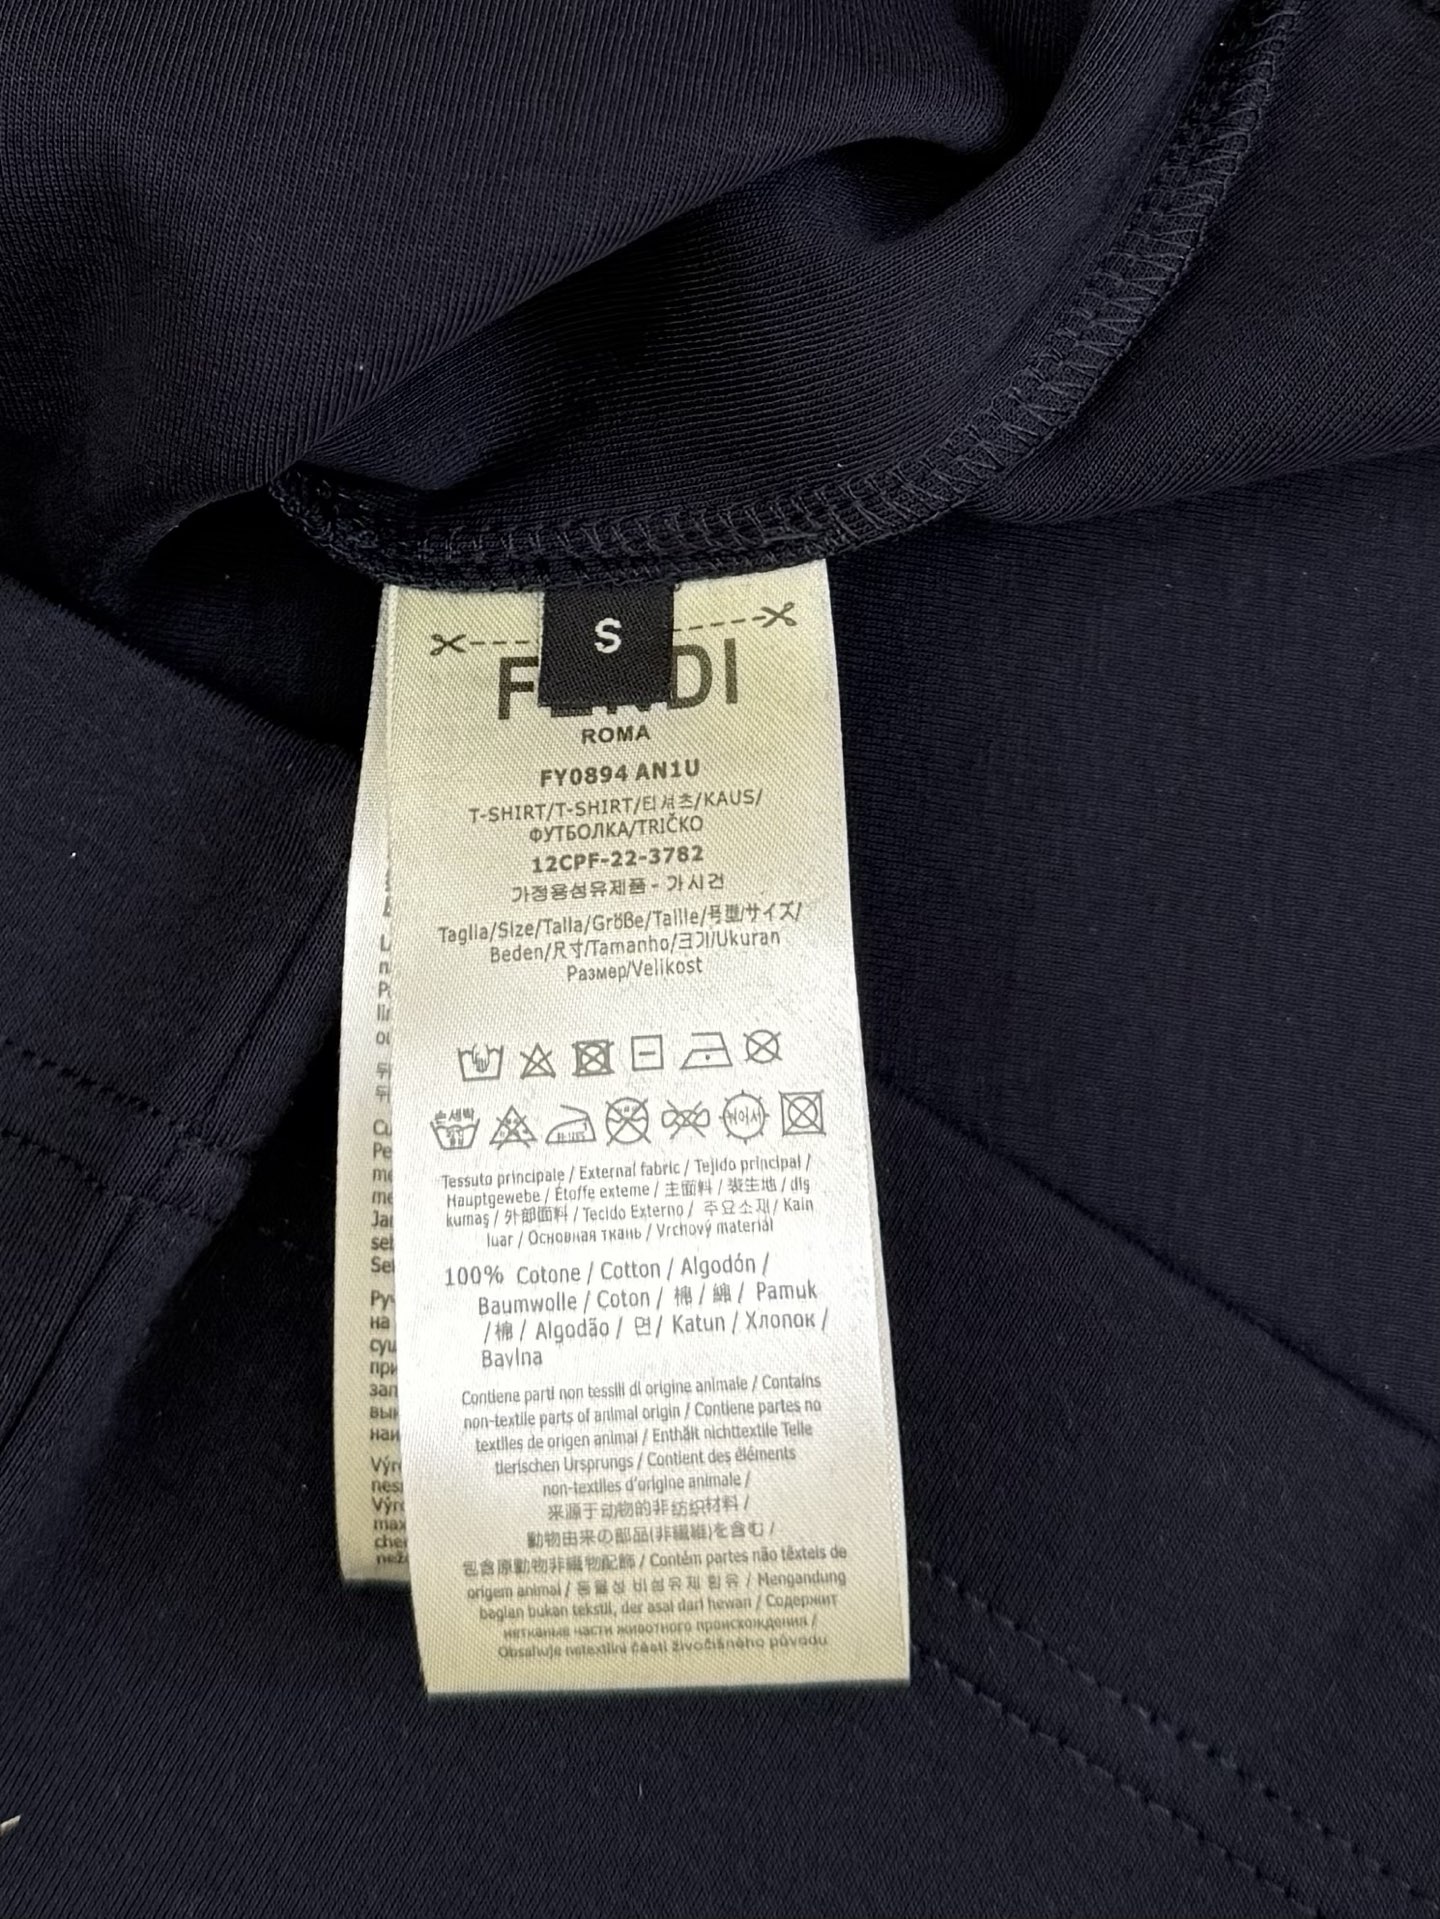 S
FENDI
ROMA
FY0894 AN1U
T-SHIRT/T-SHIRT/티셔츠/KAUS/
ФУТБОЛКА/TRIČKO
12CPF-22-3782
가정용섬유제품 - 가시건
Taglia/Size/Talla/Größe/Taille/号型/サイズ/
Beden/尺寸/Tamanho/크기/Ukuran
Размер/Velikost
손세탁
드라이
Tessuto principale / External fabric / Tejido principal /
Hauptgewebe / Étoffe exteme / 主面料 / 表生地 / dış
kumaş / 外部面料 / Tecido Externo / 주요소재 / Kain
luar / Основная ткань / Vrchový materiál
100% Cotone / Cotton / Algodón /
Baumwolle / Coton / 棉 / 綿 / Pamuk
/ 棉 / Algodão / 면 / Katun / Хлопок /
Bavlna
Contiene parti non tessili di origine animale / Contains
non-textile parts of animal origin / Contiene partes no
textiles de origen animal / Enthält nichttextile Teile
tierischen Ursprungs / Contient des éléments
non-textiles d'origine animale /
来源于动物的非纺织材料 /
動物由来の部品(非繊維)を含む /
包含原動物非織物配飾 / Contém partes não têxteis de
origem animal / 동물성 비섬유제 함유 / Mengandung
bagian bukan tekstil, der asal dari hewan / Содержит
нетканые части животного происхождения /
Obsahuje netextilní části živočišného původu